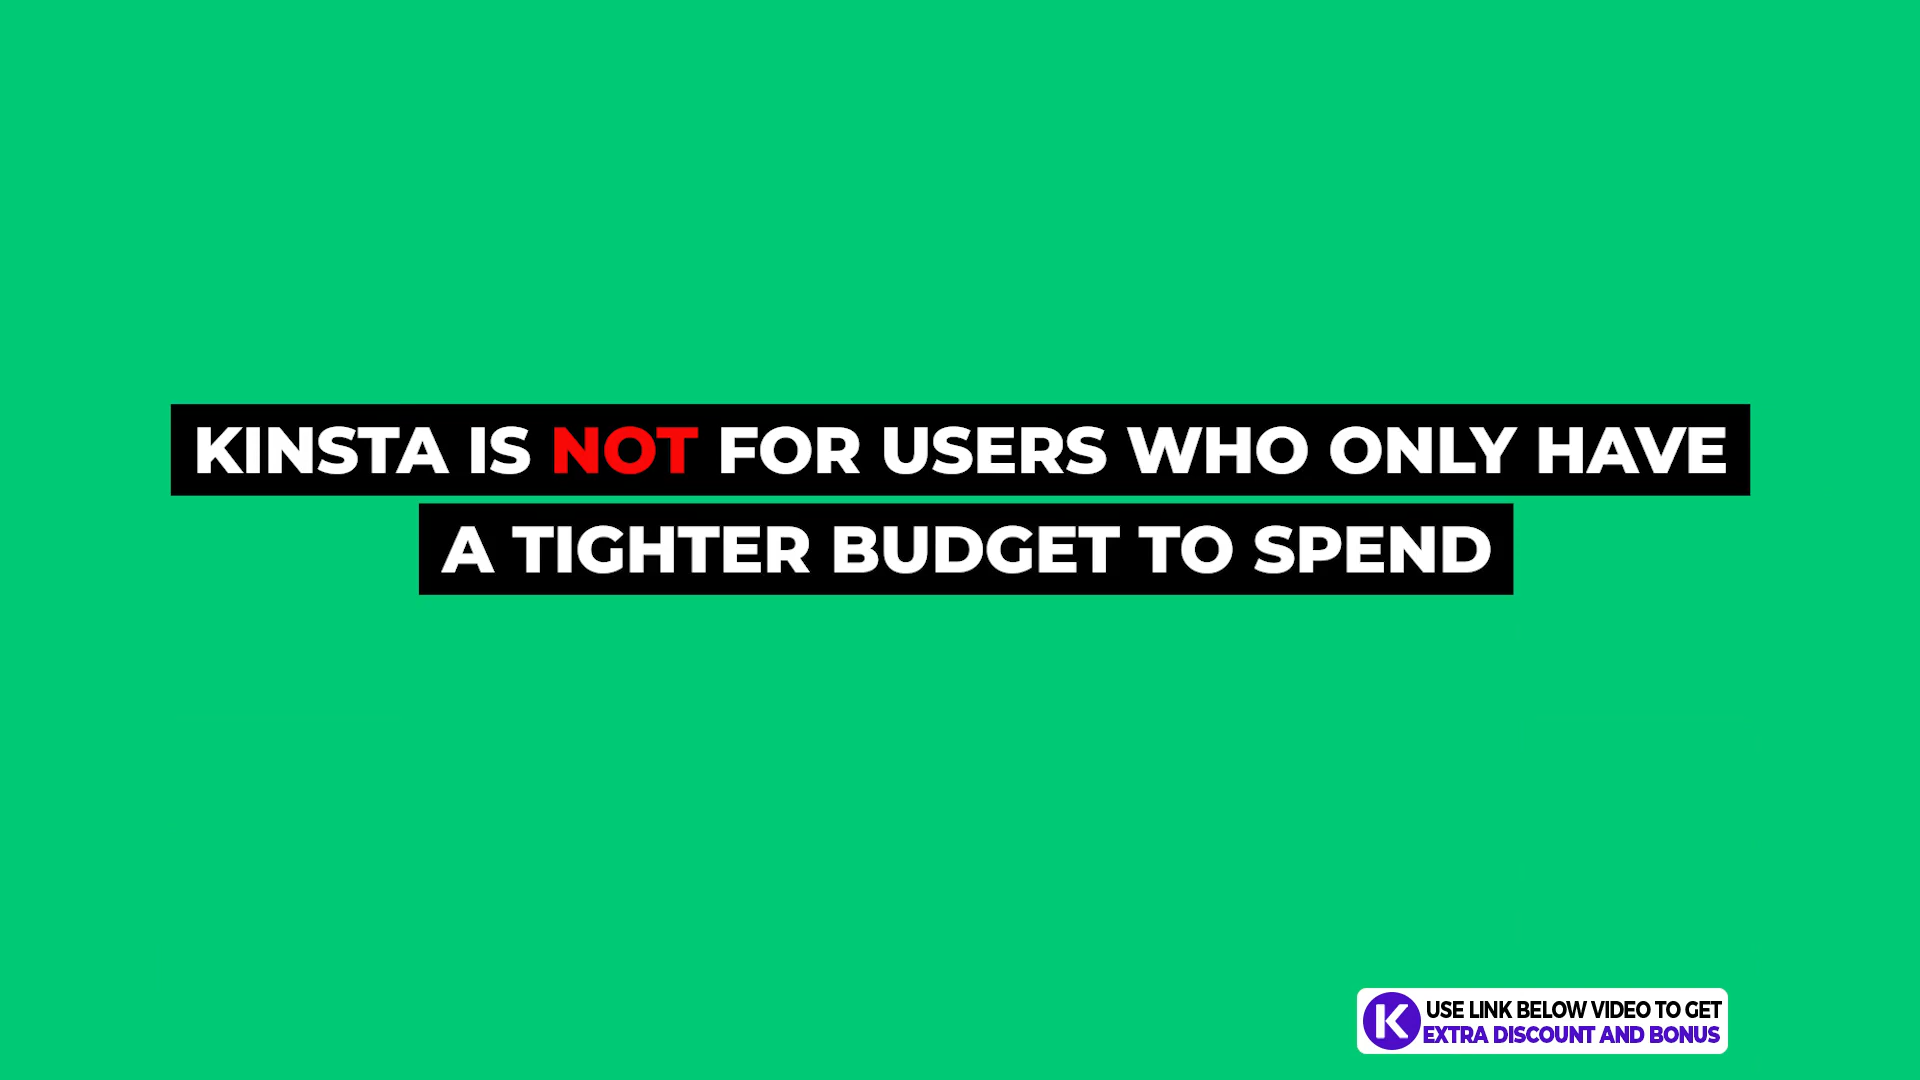 KINSTA IS NOT FOR USERS WHO ONLY HAVE
A TIGHTER BUDGET TO SPEND
K
USE LINK BELOW VIDEO TO GET
EXTRA DISCOUNT AND BONUS